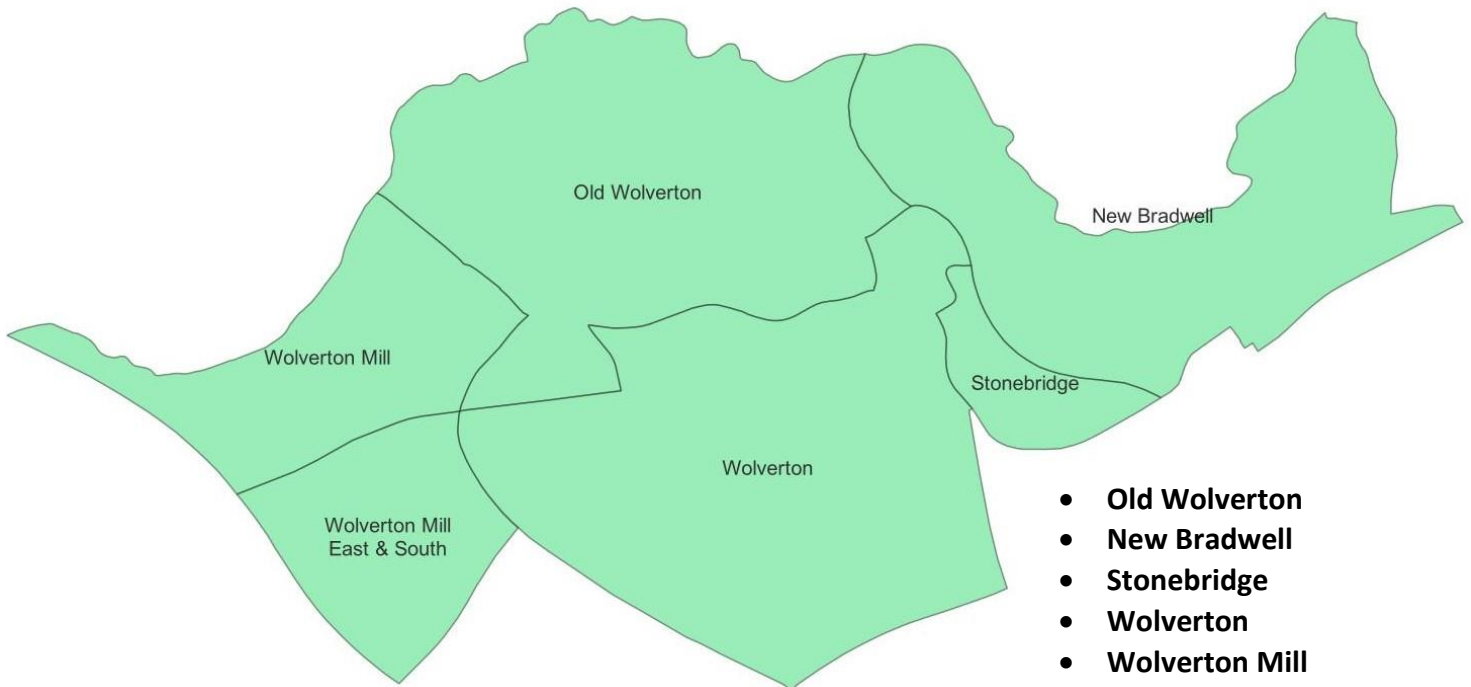 Old Wolverton
New Bradwell
Wolverton Mill
Stonebridge
Wolverton
Wolverton Mill
East & South
• Old Wolverton
• New Bradwell
• Stonebridge
• Wolverton
• Wolverton Mill